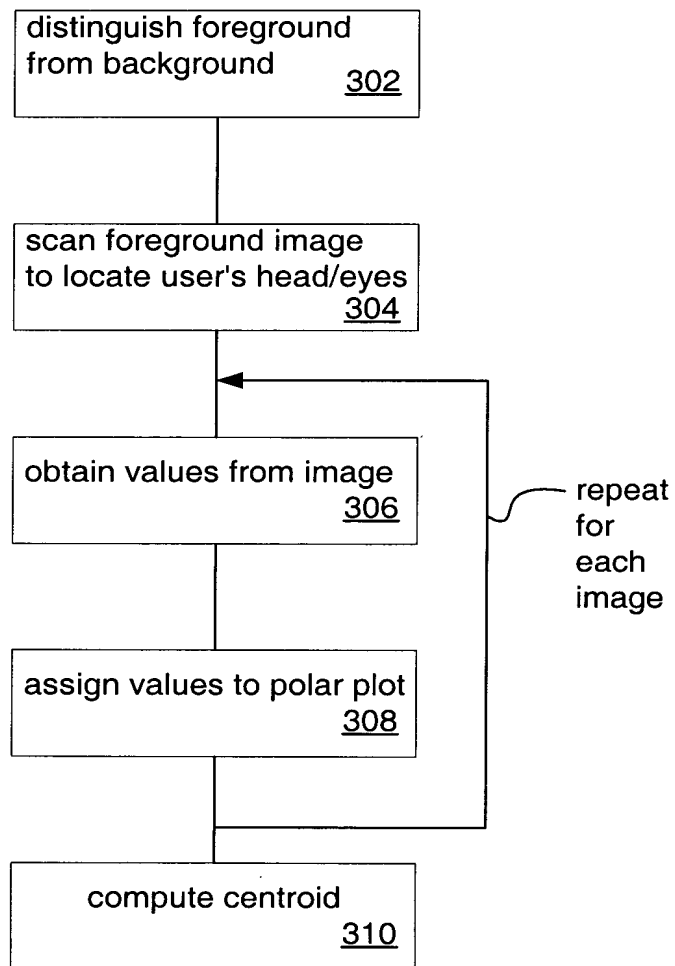 distinguish foreground
from background
302
scan foreground image
to locate user's head/eyes
304
obtain values from image
306
repeat
for
each
image
assign values to polar plot
308
compute centroid
310